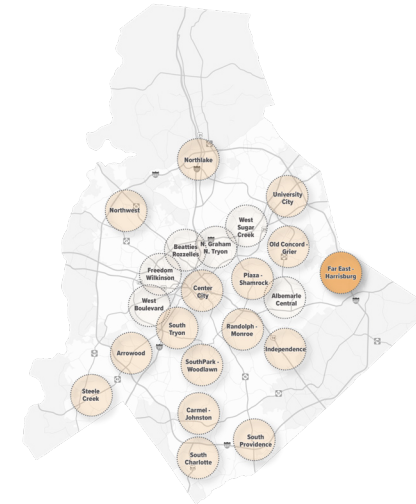 Northlake
University
City
Northwest
West
Sugar
Creek
Beatties
Rozzelles
N. Graham
N. Tryon
Old Concord -
Grier
Freedom
Wilkinson
Plaza -
Shamrock
Far East -
Harrisburg
Center
City
Albemarle
Central
West
Boulevard
South
Tryon
Randolph -
Monroe
Arrowood
Independence
SouthPark -
Woodlawn
Steele
Creek
Carmel -
Johnston
South
Providence
South
Charlotte